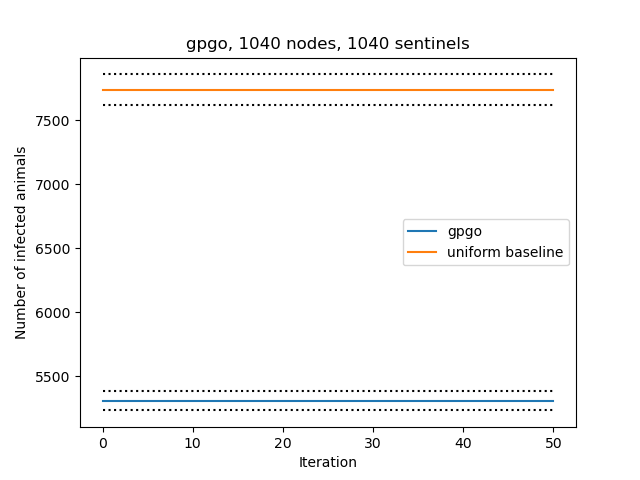 gpgo, 1040 nodes, 1040 sentinels
Number of infected animals
7500
7000
6500
6000
5500
gpgo
uniform baseline
0 10 20 30 40 50
Iteration